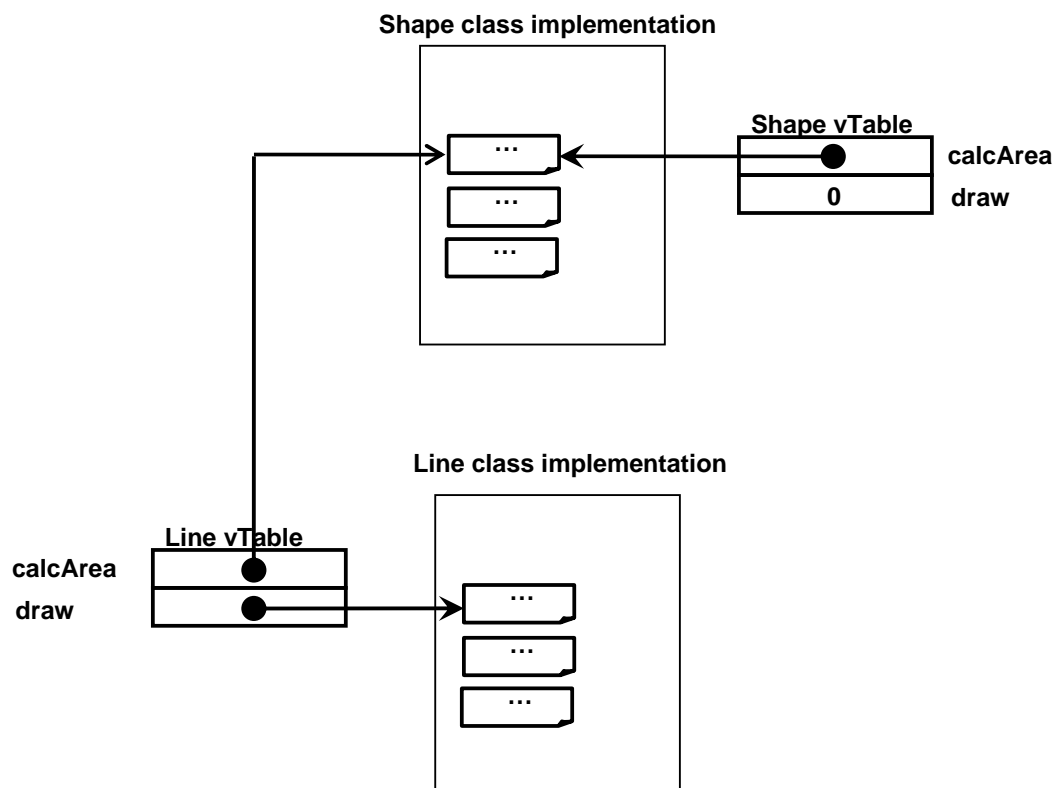 Shape class implementation
Shape vTable
...
calcArea
...
0
draw
...
Line class implementation
Line vTable
calcArea
...
draw
...
...